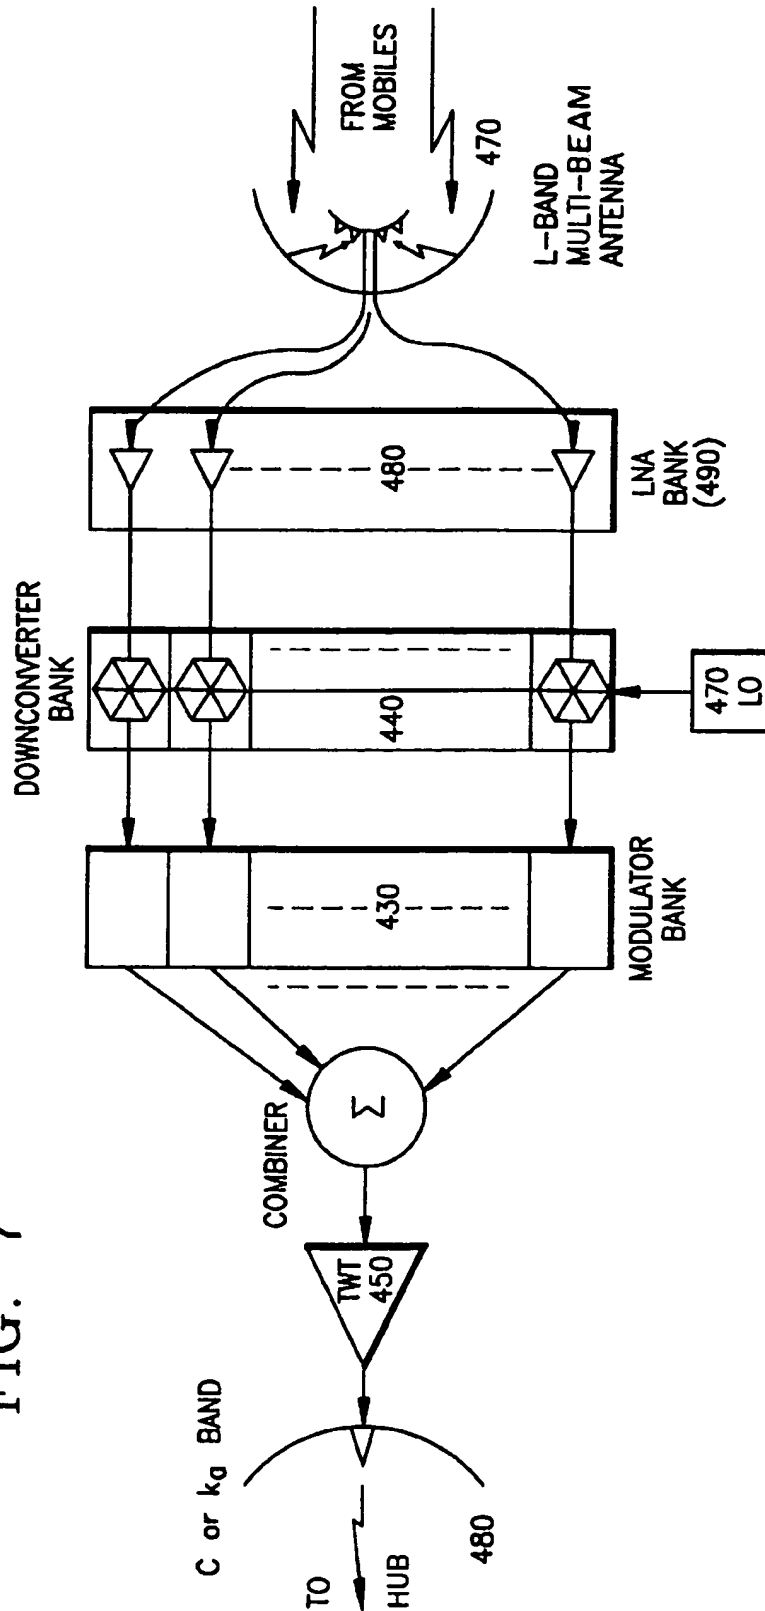 FIG. 7
C or ka BAND
TO
HUB
480
TWT
450
COMBINER
Σ
430
MODULATOR
BANK
DOWNCONVERTER
BANK
440
470
LO
480
LNA
BANK
(490)
FROM
MOBILES
470
L-BAND
MULTI-BEAM
ANTENNA